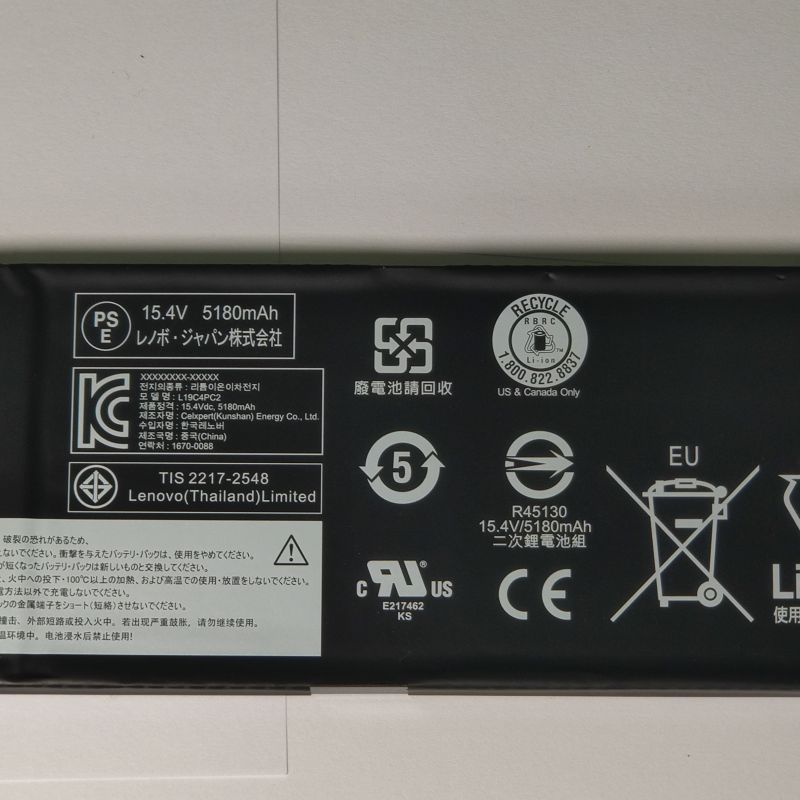 PS
E
15.4V 5180mAh
レノボ・ジャパン株式会社
XXXXXXXX-XXXXX
전지의종류 : 리튬이온이차전지
모 델 명 : L19C4PC2
제품정격 : 15.4Vdc, 5180mAh
제조자명 : Celxpert(Kunshan) Energy Co., Ltd.
수입자명 : 한국레노버
제조국명 : 중국(China)
연락처 : 1670-0088
TIS 2217-2548
Lenovo(Thailand)Limited
破裂の恐れがあるため、
えないでください。衝撃を与えたバッテリ・パックは、使用をやめてください。
が短くなったバッテリ・パックは新しいものと交換してください。
、火中への投下・100°C以上の加熱、および高温での使用・放置をしないでください。
電方法以外で充電しないでください。
ックの金属端子をショート（短絡）させないでください。
撞击、外部短路或投入火中。若出现严重鼓胀，请勿继续使用。
温环境中。电池浸水后禁止使用!
廢電池請回收
RECYCLE
RBRC
Li-ion
TM
1.800.822.8837
US & Canada Only
5
R45130
15.4V/5180mAh
二次鋰電池組
c RU US
®
E217462
KS
CE
EU
Li
使用